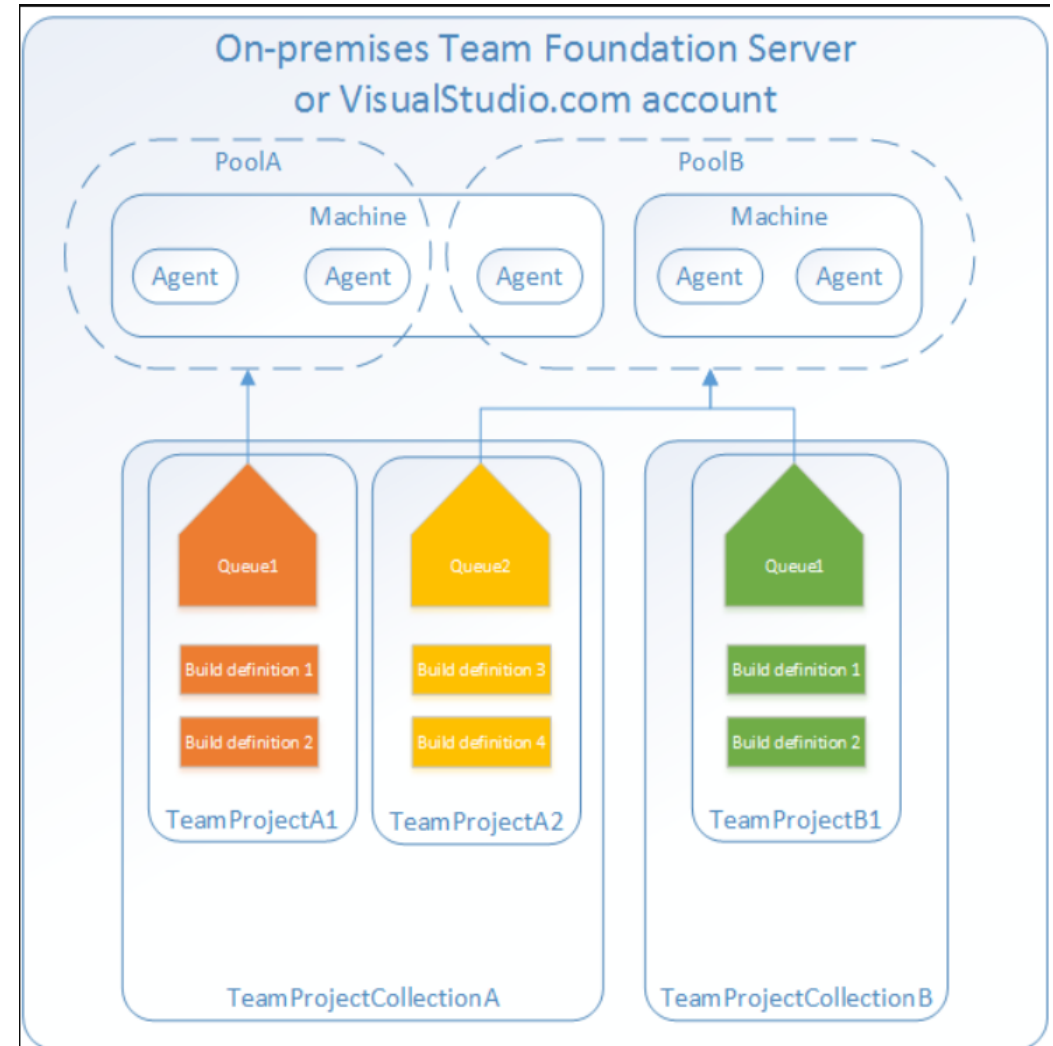 On-premises Team Foundation Server
or VisualStudio.com account
PoolA
PoolB
Machine
Machine
Agent
Agent
Agent
Agent
Agent
Queue1
Queue2
Queue1
Build definition 1
Build definition 3
Build definition 1
Build definition 2
Build definition 4
Build definition 2
TeamProjectA1
TeamProjectA2
TeamProjectB1
TeamProjectCollectionA
TeamProjectCollectionB